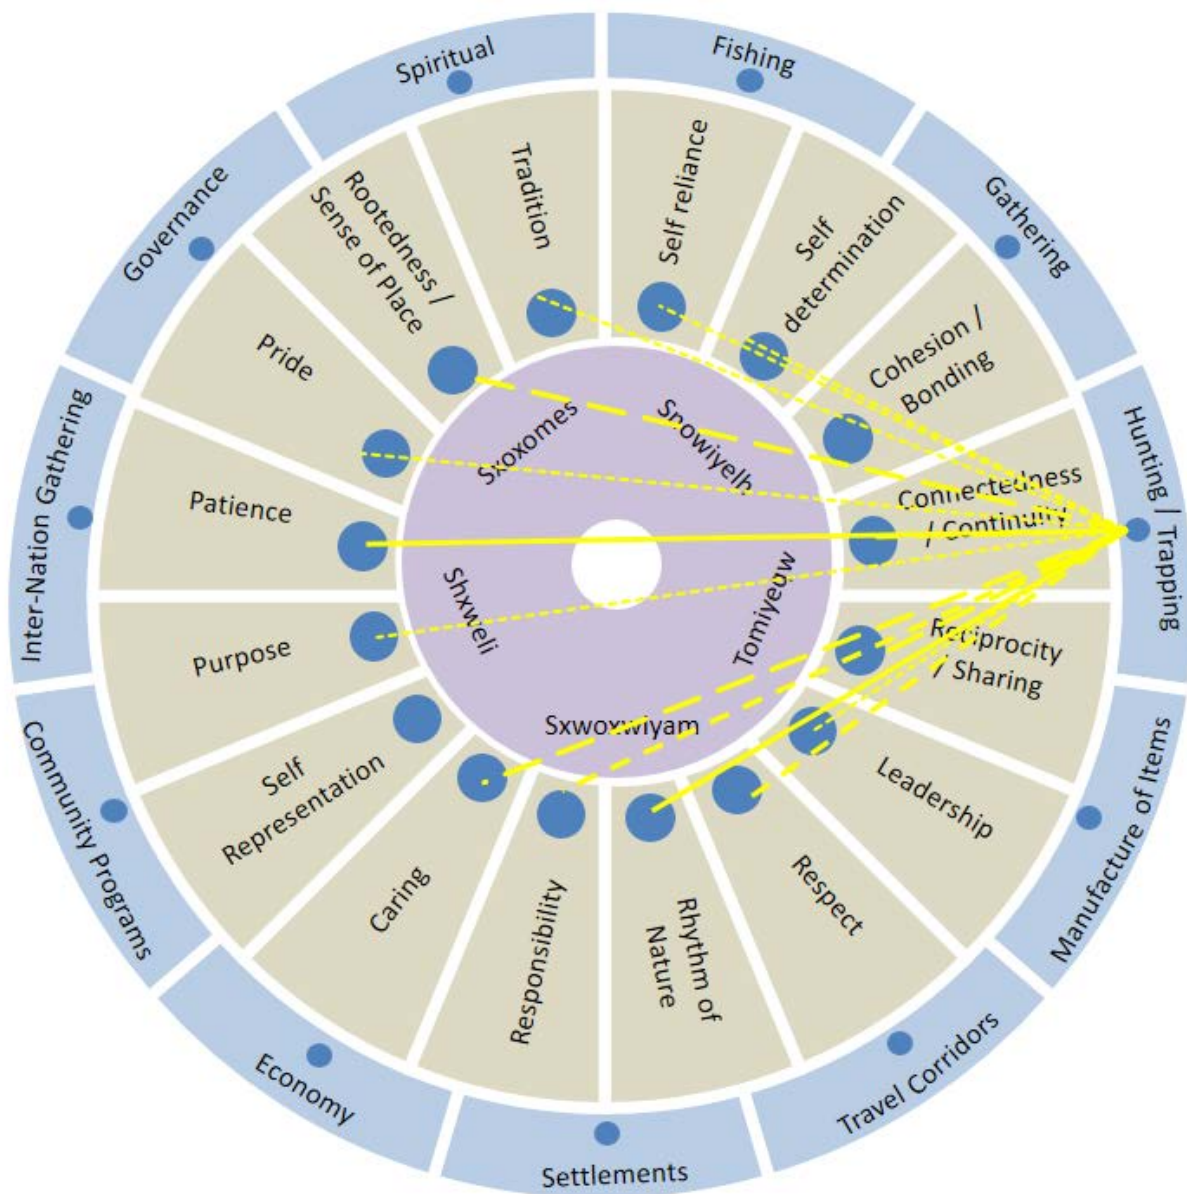 Spiritual
Fishing
Gathering
Hunting / Trapping
Manufacture of Items
Travel Corridors
Settlements
Economy
Community Programs
Inter-Nation Gathering
Governance
Tradition
Self reliance
Self
determination
Cohesion /
Bonding
Connectedness
/ Continuity
Reciprocity
/ Sharing
Leadership
Respect
Rhythm of
Nature
Responsibility
Caring
Self
Representation
Purpose
Patience
Pride
Rootedness /
Sense of Place
Sxoxomes
Snowiyelh
Tomiyeuw
Sxwoxwiyam
Shxweli